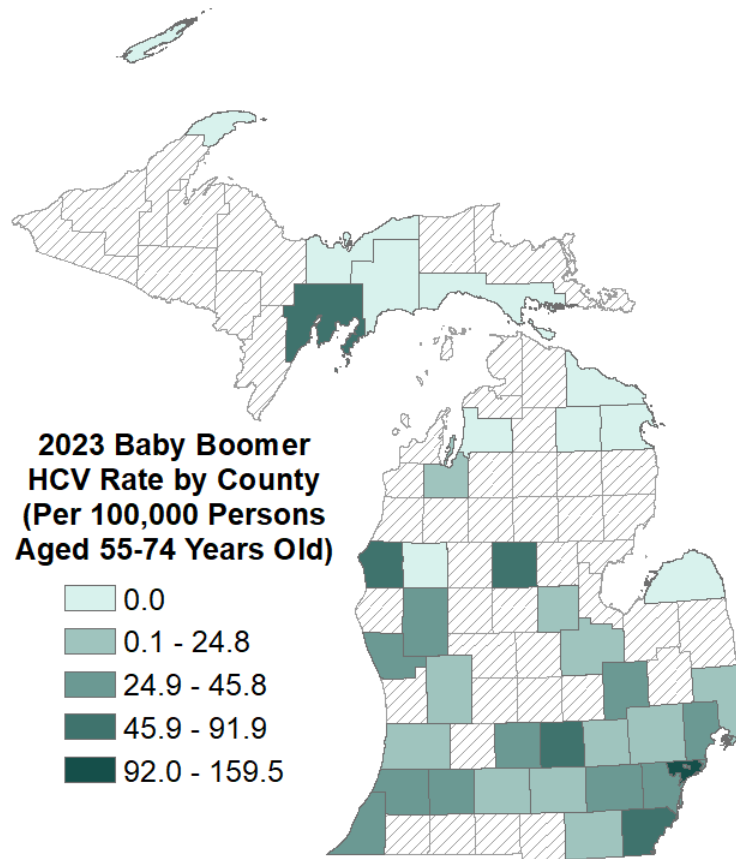 2023 Baby Boomer
HCV Rate by County
(Per 100,000 Persons
Aged 55-74 Years Old)
0.0
0.1 - 24.8
24.9 - 45.8
45.9 - 91.9
92.0 - 159.5